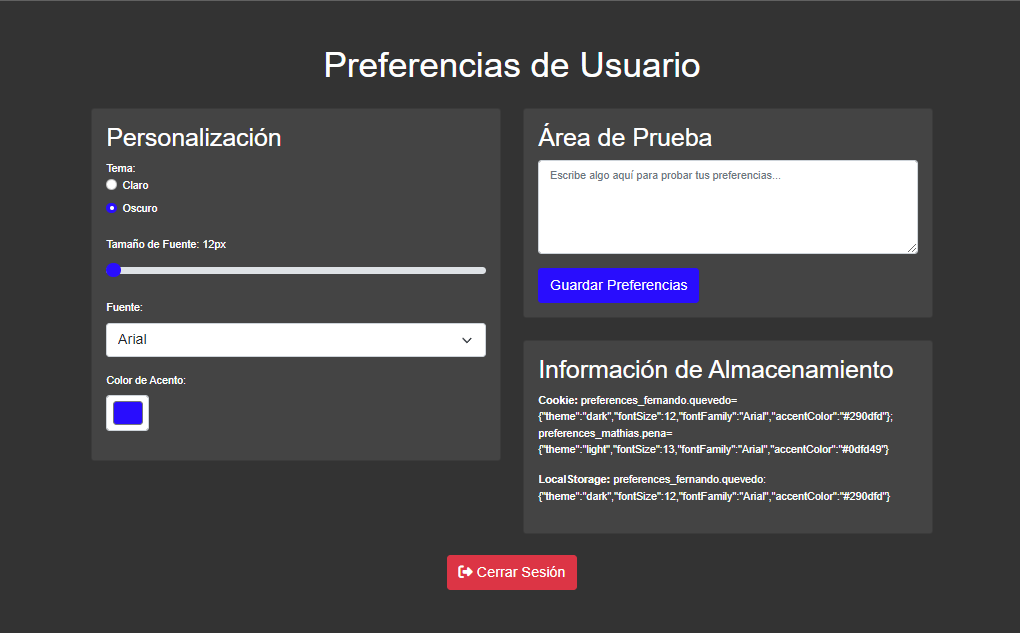 Preferencias de Usuario
Personalización
Tema:
Claro
Oscuro
Tamaño de Fuente: 12px
Fuente:
Arial
Color de Acento:
Área de Prueba
Escribe algo aquí para probar tus preferencias...
Guardar Preferencias
Información de Almacenamiento
Cookie: preferences_fernando.quevedo=
{"theme":"dark","fontSize":12,"fontFamily":"Arial","accentColor":"#290dfd"};
preferences_mathias.pena=
{"theme":"light","fontSize":13,"fontFamily":"Arial","accentColor":"#0dfd49"}
LocalStorage: preferences_fernando.quevedo:
{"theme":"dark","fontSize":12,"fontFamily":"Arial","accentColor":"#290dfd"}
Cerrar Sesión